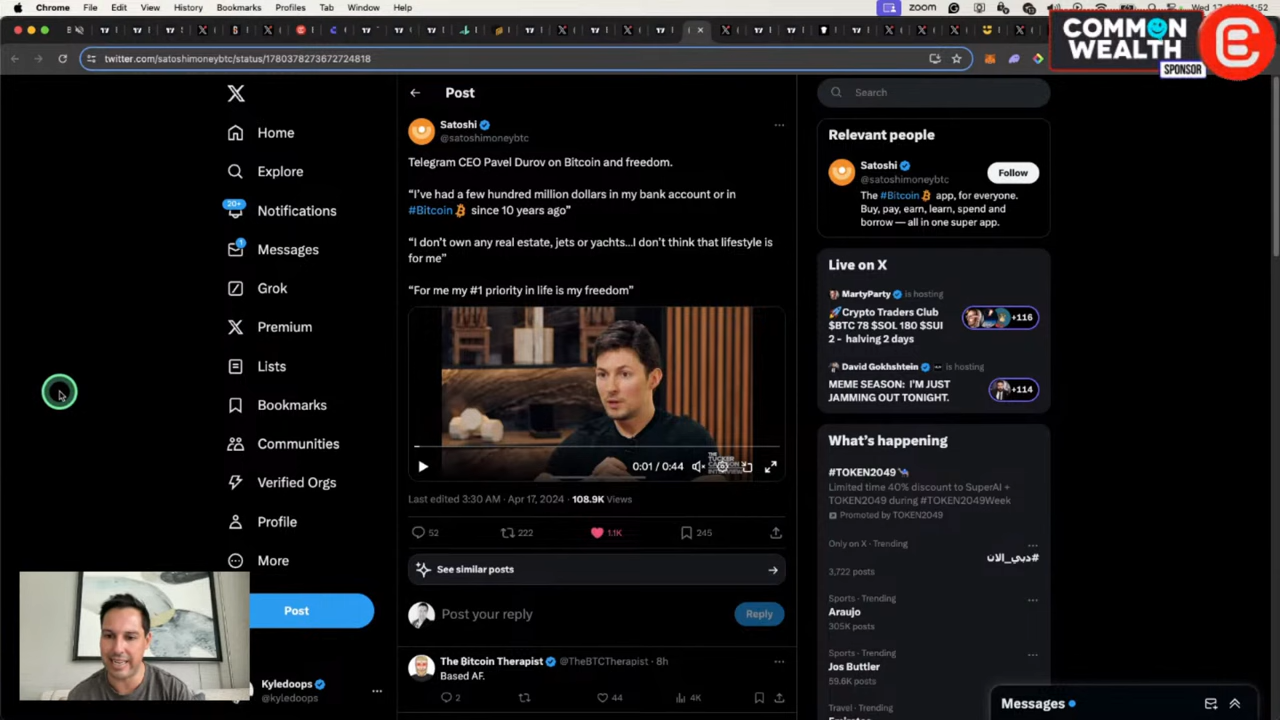 Chrome File Edit View History Bookmarks Profiles Tab Window Help
zoom
52
COMMON
WEALTH
SPONSOR
twitter.com/satoshimoneybtc/status/1780378273672724818
Post
Search
Home
Explore
20+
Notifications
1
Messages
Grok
Premium
Lists
Bookmarks
Communities
Verified Orgs
Profile
More
Post
Kyledoops
@kyledoops
Satoshi
@satoshimoneybtc
Telegram CEO Pavel Durov on Bitcoin and freedom.
“I’ve had a few hundred million dollars in my bank account or in
#Bitcoin since 10 years ago”
“I don’t own any real estate, jets or yachts...I don’t think that lifestyle is
for me”
“For me my #1 priority in life is my freedom”
0:01 / 0:44
Last edited 3:30 AM · Apr 17, 2024 · 108.9K Views
52 222 1.1K 245
See similar posts
Post your reply
Reply
The Bitcoin Therapist @TheBTCTherapist · 8h
Based AF.
2 44 4K
Relevant people
Satoshi
@satoshimoneybtc
Follow
The #Bitcoin app, for everyone.
Buy, pay, earn, learn, spend and
borrow — all in one super app.
Live on X
MartyParty is hosting
Crypto Traders Club
$BTC 78 $SOL 180 $SUI
2 - halving 2 days
+116
David Gokhshtein is hosting
MEME SEASON: I’M JUST
JAMMING OUT TONIGHT.
+114
What’s happening
#TOKEN2049
Limited time 40% discount to SuperAI +
TOKEN2049 during #TOKEN2049Week
Promoted by TOKEN2049
Only on X · Trending
#دبي_الان
3,722 posts
Sports · Trending
Araujo
305K posts
Sports · Trending
Jos Buttler
59.6K posts
Travel · Trending
Messages